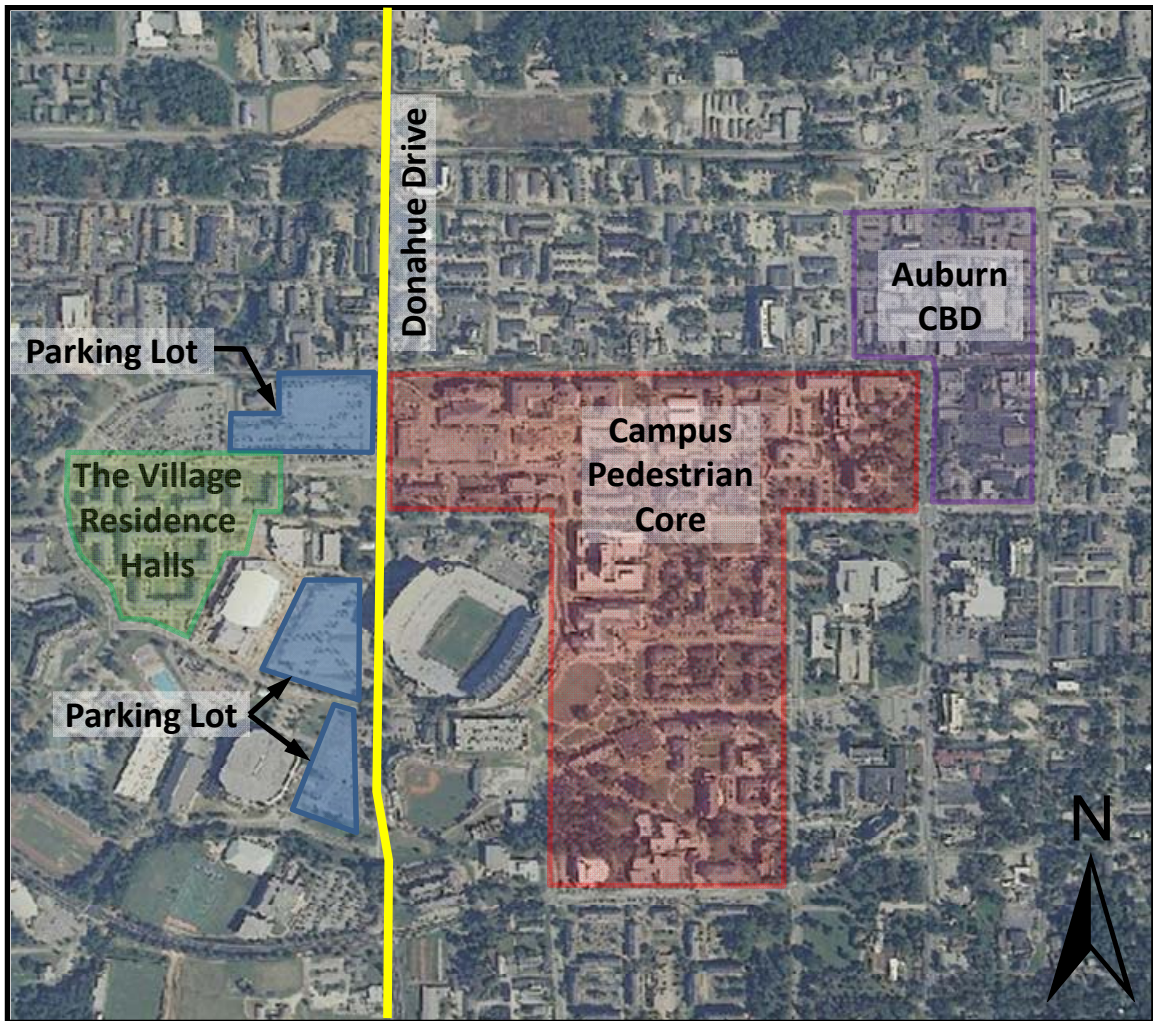 Donahue Drive
Auburn
CBD
Parking Lot
Campus
Pedestrian
Core
The Village
Residence
Halls
Parking Lot
N